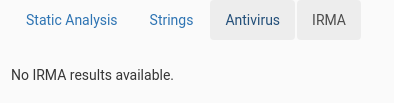 Static Analysis Strings Antivirus IRMA
No IRMA results available.